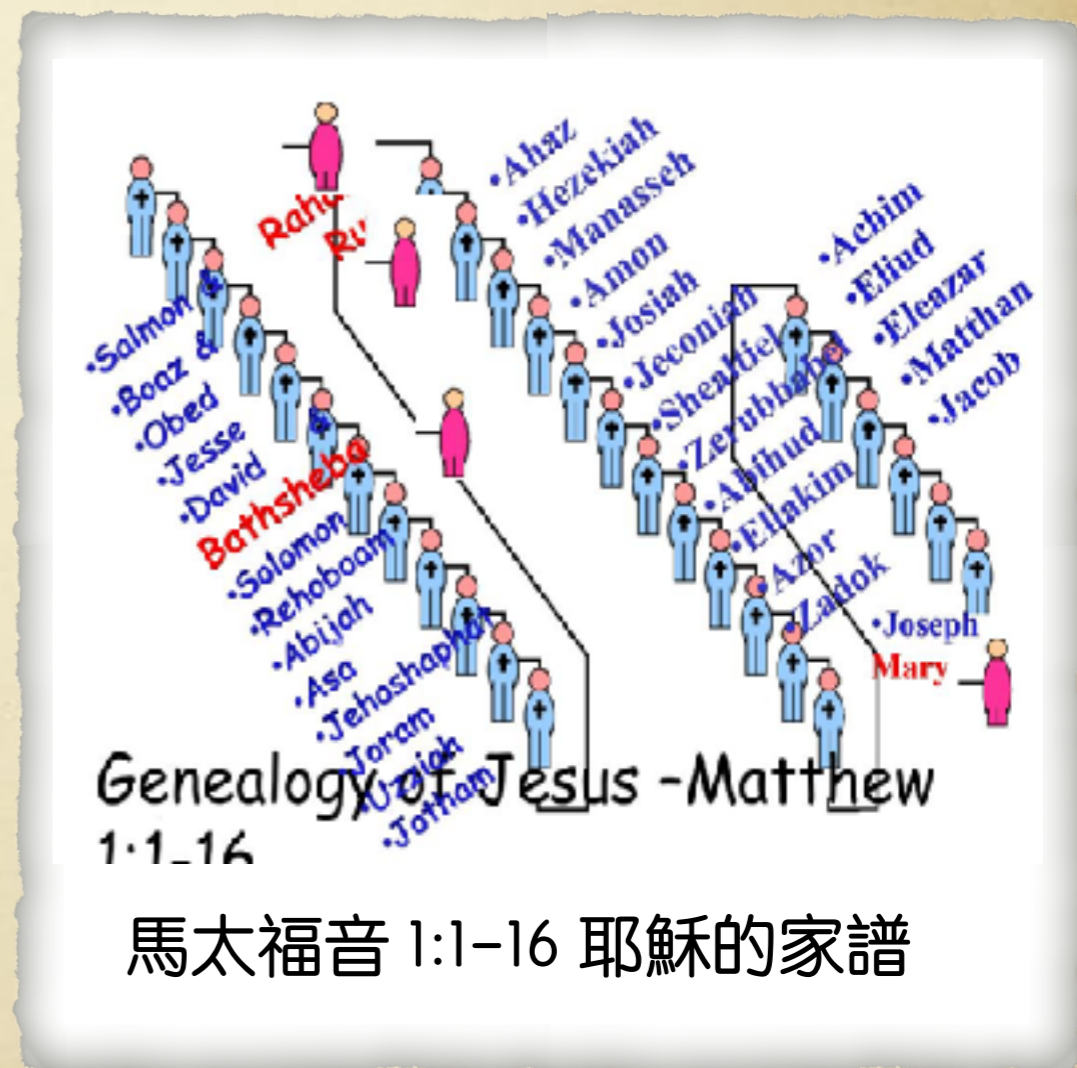 •Salmon &
•Boaz &
•Obed
•Jesse
•David &
Bathsheba
•Solomon
•Rehoboam
•Abijah
•Asa
•Jehoshaphat
•Joram
•Uzziah
•Jotham
•Ahaz
•Hezekiah
•Manasseh
•Amon
•Josiah
•Jeconiah
•Shealtiel
•Zerubbabel
•Abihud
•Eliakim
•Azor
•Zadok
•Achim
•Eliud
•Eleazar
•Matthan
•Jacob
•Joseph
Mary
Genealogy of Jesus -Matthew
1:1-16
馬太福音 1:1-16 耶穌的家譜